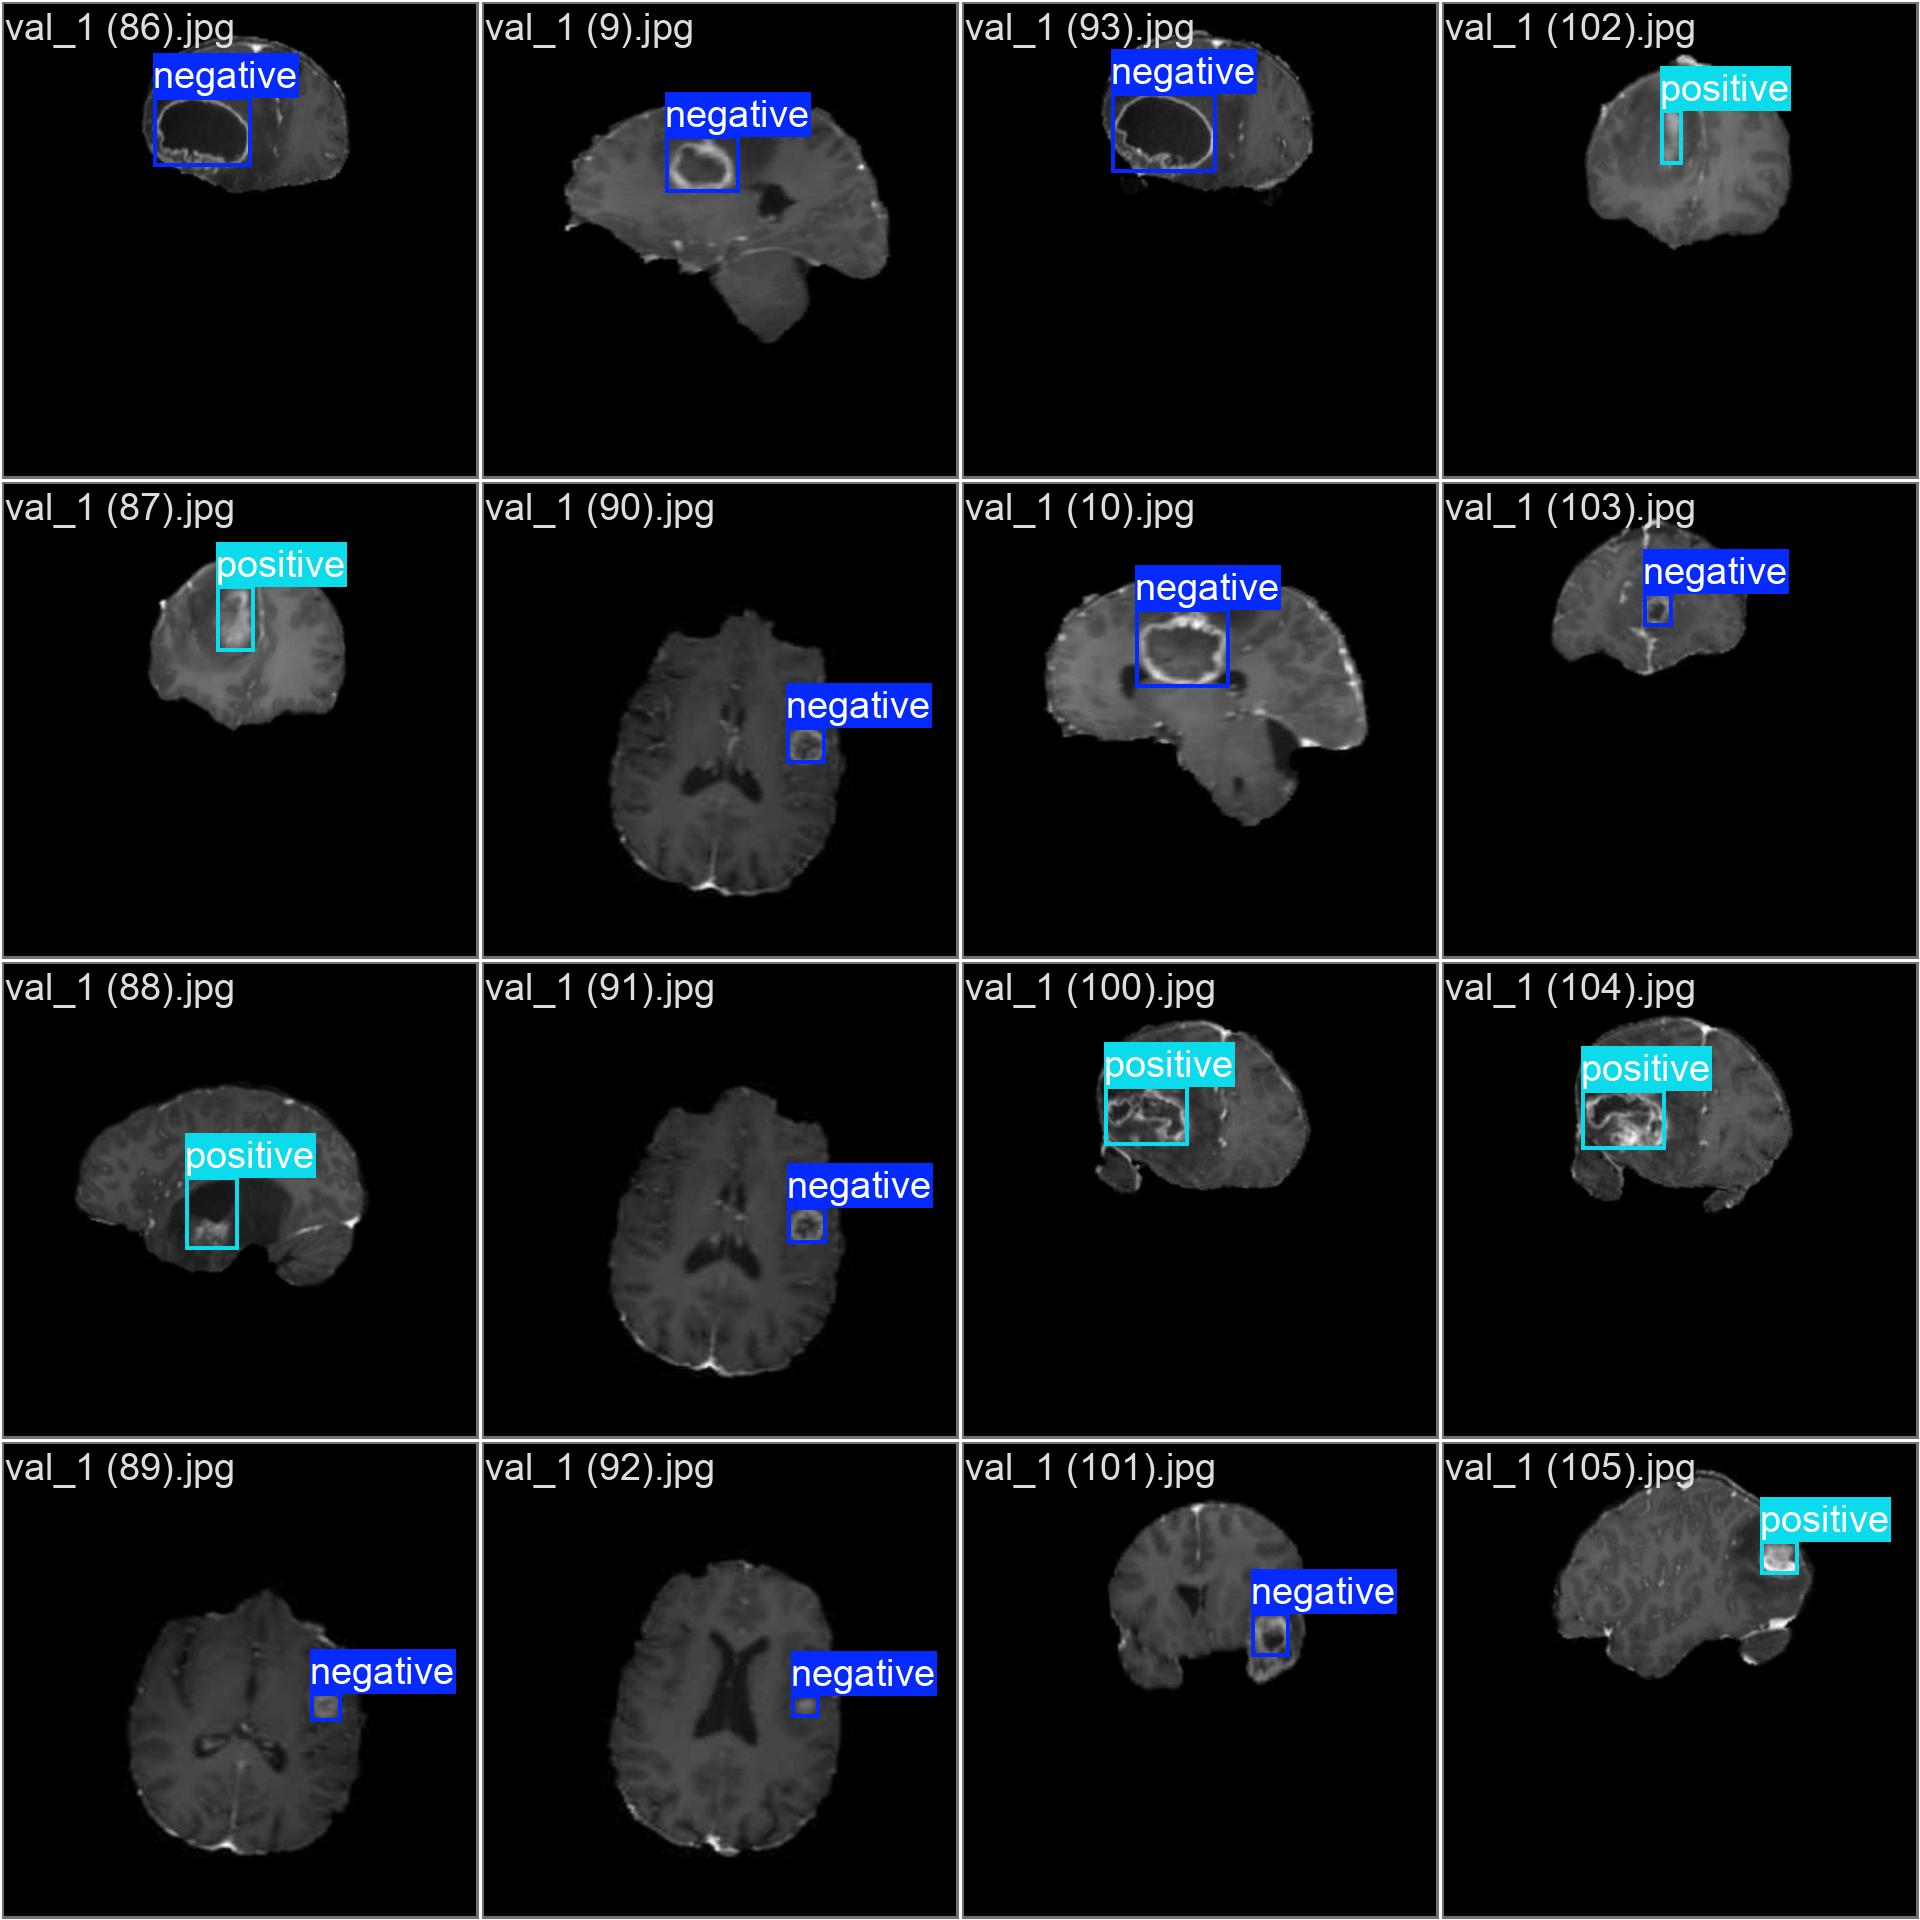 val_1 (86).jpg
negative
val_1 (9).jpg
negative
val_1 (93).jpg
negative
val_1 (102).jpg
positive
val_1 (87).jpg
positive
val_1 (90).jpg
negative
val_1 (10).jpg
negative
val_1 (103).jpg
negative
val_1 (88).jpg
positive
val_1 (91).jpg
negative
val_1 (100).jpg
positive
val_1 (104).jpg
positive
val_1 (89).jpg
negative
val_1 (92).jpg
negative
val_1 (101).jpg
negative
val_1 (105).jpg
positive